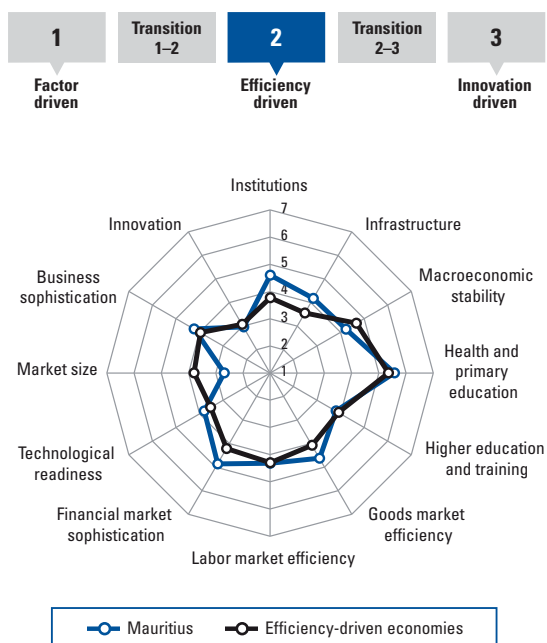 1
Transition
1–2
2
Transition
2–3
3
Factor
driven
Efficiency
driven
Innovation
driven
Institutions
7
6
5
4
3
2
1
Infrastructure
Macroeconomic
stability
Health and
primary
education
Higher education
and training
Goods market
efficiency
Labor market efficiency
Financial market
sophistication
Technological
readiness
Market size
Business
sophistication
Innovation
Mauritius
Efficiency-driven economies